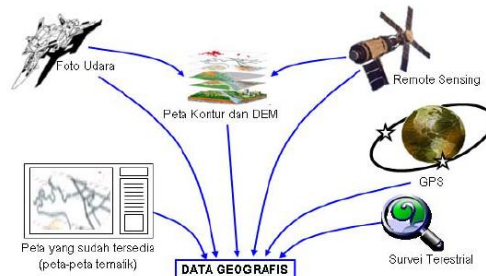 Foto Udara
Remote Sensing
Peta Kontur dan DEM
GPS
Peta yang sudah tersedia
(peta-peta tematik)
Survei Terestrial
DATA GEOGRAFIS